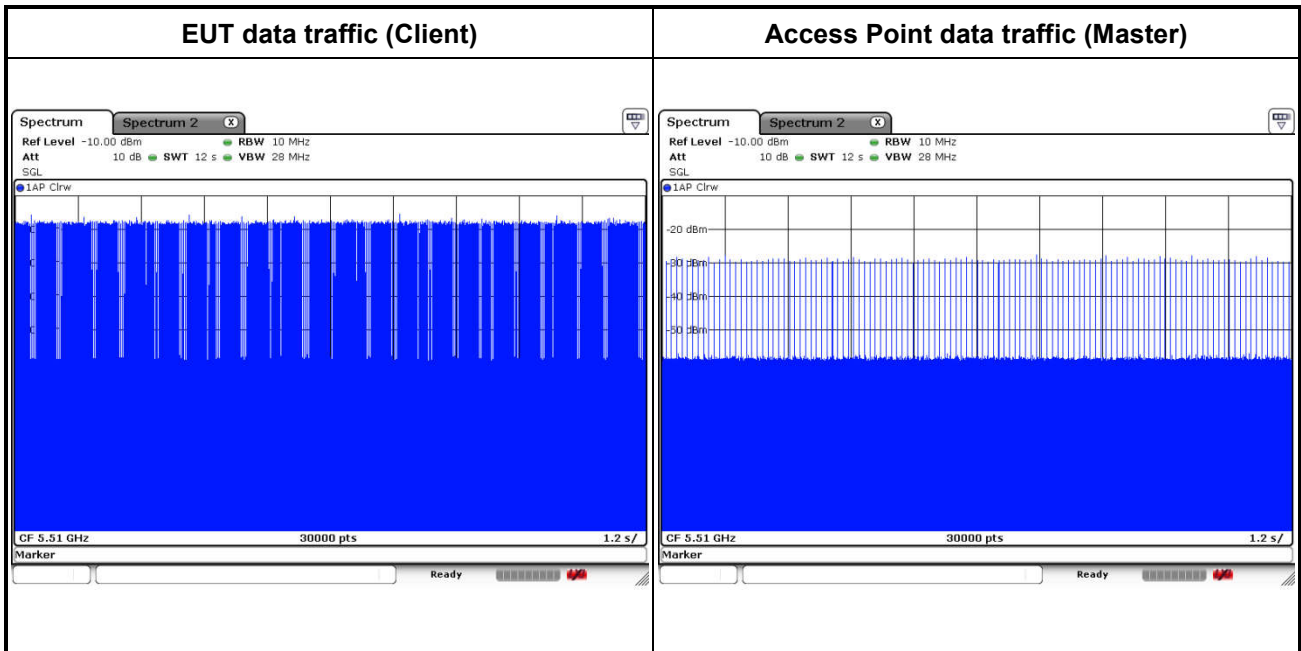 EUT data traffic (Client)
Access Point data traffic (Master)
Spectrum Spectrum 2 X
Ref Level -10.00 dBm RBW 10 MHz
Att 10 dB SWT 12 s VBW 28 MHz
SGL
1AP Clrw
CF 5.51 GHz 30000 pts 1.2 s/
Marker
Ready
Spectrum Spectrum 2 X
Ref Level -10.00 dBm RBW 10 MHz
Att 10 dB SWT 12 s VBW 28 MHz
SGL
1AP Clrw
-20 dBm
-30 dBm
-40 dBm
-50 dBm
CF 5.51 GHz 30000 pts 1.2 s/
Marker
Ready